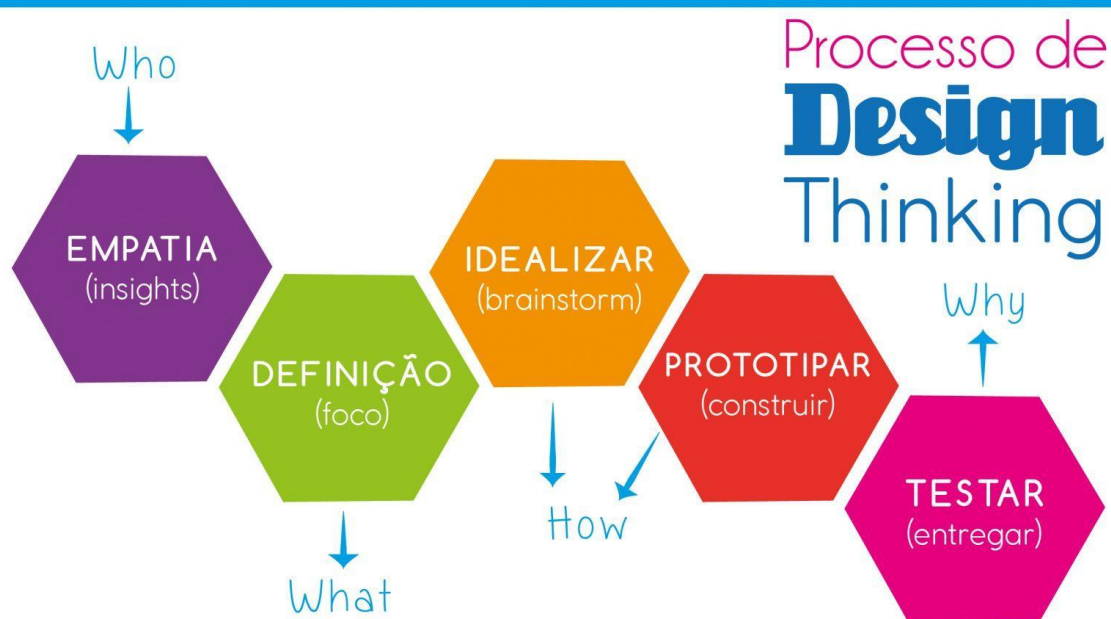 Processo de
Design
Thinking
Who
EMPATIA
(insights)
DEFINIÇÃO
(foco)
What
IDEALIZAR
(brainstorm)
How
PROTOTIPAR
(construir)
Why
TESTAR
(entregar)